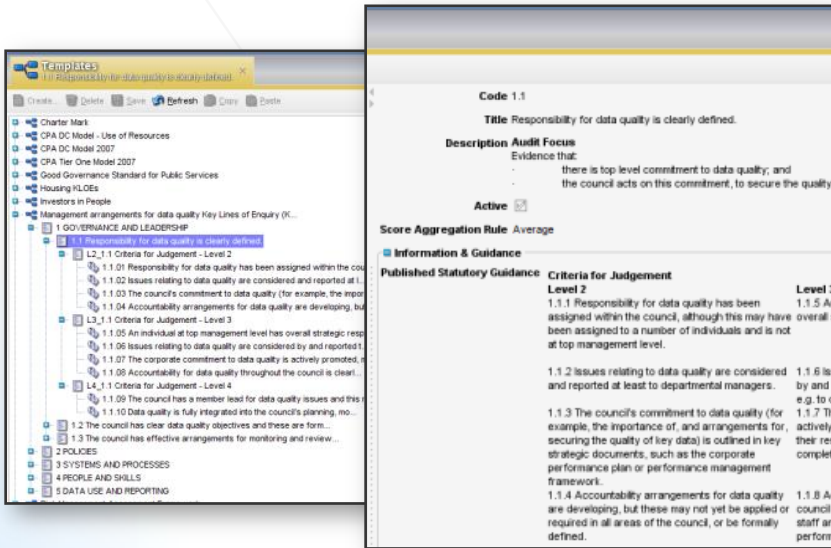 Templates
1.1 Responsibility for data quality is clearly defined.
Create... Delete Save Refresh Copy Paste
Charter Mark
CPA DC Model - Use of Resources
CPA DC Model 2007
CPA Tier One Model 2007
Good Governance Standard for Public Services
Housing KLOEs
Investors in People
Management arrangements for data quality Key Lines of Enquiry (K...
1 GOVERNANCE AND LEADERSHIP
1.1 Responsibility for data quality is clearly defined.
L2_1.1 Criteria for Judgement - Level 2
1.1.01 Responsibility for data quality has been assigned within the cou
1.1.02 Issues relating to data quality are considered and reported at l...
1.1.03 The council's commitment to data quality (for example, the impor
1.1.04 Accountability arrangements for data quality are developing, but
L3_1.1 Criteria for Judgement - Level 3
1.1.05 An individual at top management level has overall strategic resp
1.1.06 Issues relating to data quality are considered by and reported t...
1.1.07 The corporate commitment to data quality is actively promoted,
1.1.08 Accountability for data quality throughout the council is clearl...
L4_1.1 Criteria for Judgement - Level 4
1.1.09 The council has a member lead for data quality issues and this
1.1.10 Data quality is fully integrated into the council's planning, mo...
1.2 The council has clear data quality objectives and these are form...
1.3 The council has effective arrangements for monitoring and review...
2 POLICIES
3 SYSTEMS AND PROCESSES
4 PEOPLE AND SKILLS
5 DATA USE AND REPORTING
Code 1.1
Title Responsibility for data quality is clearly defined.
Description Audit Focus
Evidence that:
· there is top level commitment to data quality; and
· the council acts on this commitment, to secure the quality
Active
Score Aggregation Rule Average
Information & Guidance
Published Statutory Guidance Criteria for Judgement
Level 2 Level 3
1.1.1 Responsibility for data quality has been 1.1.5 A
assigned within the council, although this may have overall
been assigned to a number of individuals and is not
at top management level.
1.1.2 Issues relating to data quality are considered 1.1.6 Is
and reported at least to departmental managers. by and
e.g. to
1.1.3 The council's commitment to data quality (for 1.1.7 Th
example, the importance of, and arrangements for, actively
securing the quality of key data) is outlined in key their re
strategic documents, such as the corporate complet
performance plan or performance management
framework.
1.1.4 Accountability arrangements for data quality 1.1.8 A
are developing, but these may not yet be applied or council
required in all areas of the council, or be formally staff ar
defined. perform